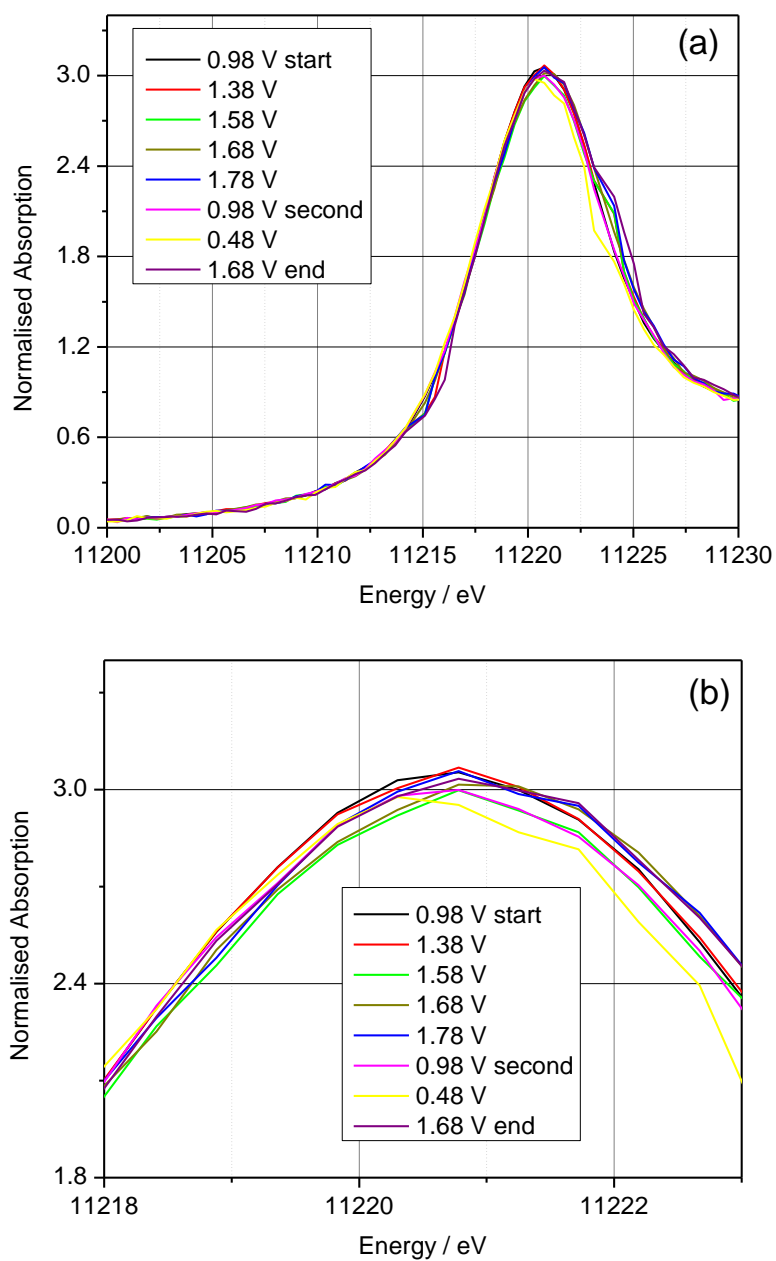 (a)
0.98 V start
1.38 V
1.58 V
1.68 V
1.78 V
0.98 V second
0.48 V
1.68 V end
Normalised Absorption
3.0
2.4
1.8
1.2
0.6
0.0
11200 11205 11210 11215 11220 11225 11230
Energy / eV
(b)
Normalised Absorption
3.0
2.4
1.8
0.98 V start
1.38 V
1.58 V
1.68 V
1.78 V
0.98 V second
0.48 V
1.68 V end
11218 11220 11222
Energy / eV